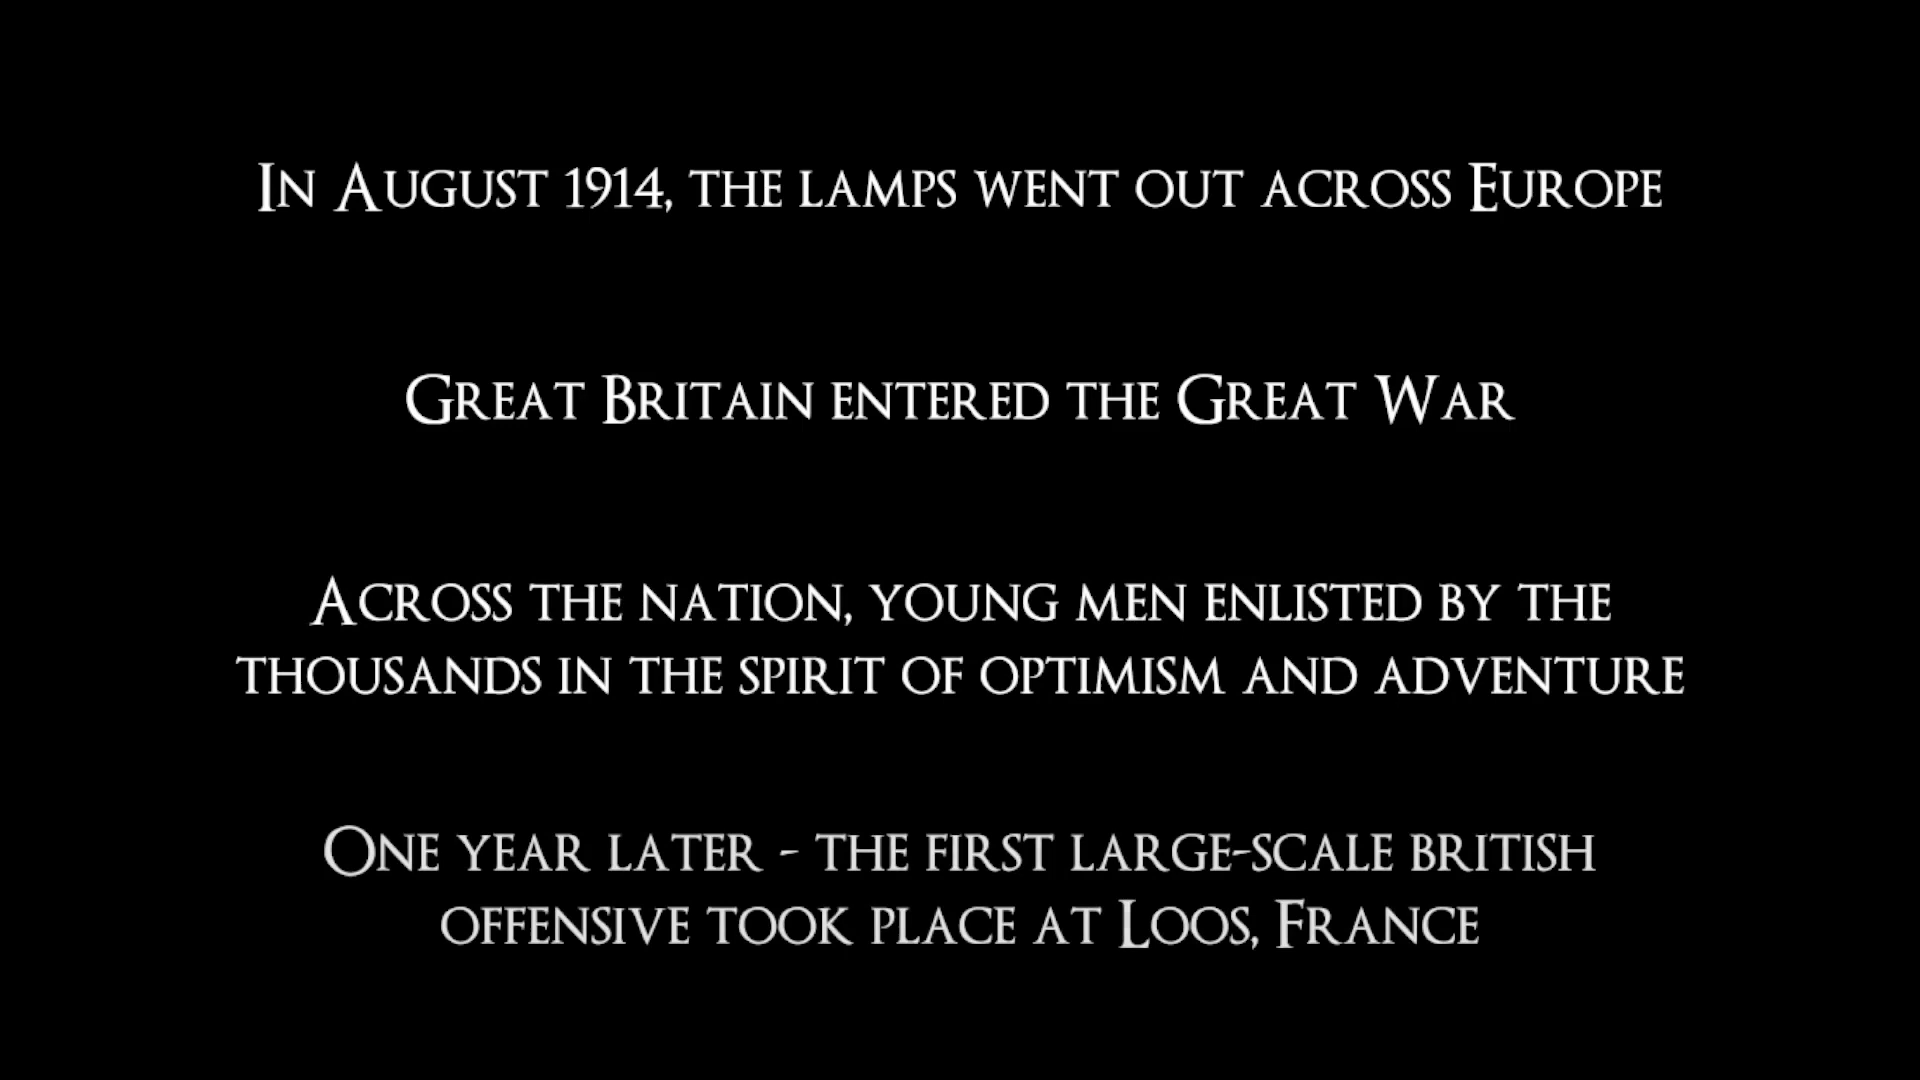 In August 1914, the lamps went out across Europe
Great Britain entered the Great War
Across the nation, young men enlisted by the
thousands in the spirit of optimism and adventure
One year later - the first large-scale british
offensive took place at Loos, France